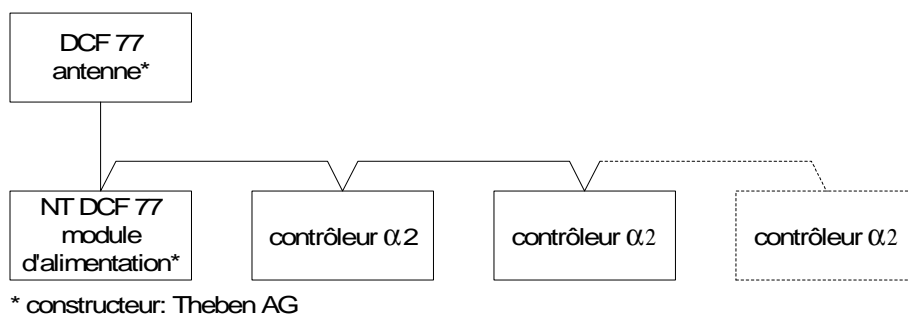 DCF 77
antenne*
NT DCF 77
module
d'alimentation*
contrôleur α2
contrôleur α2
contrôleur α2
* constructeur: Theben AG